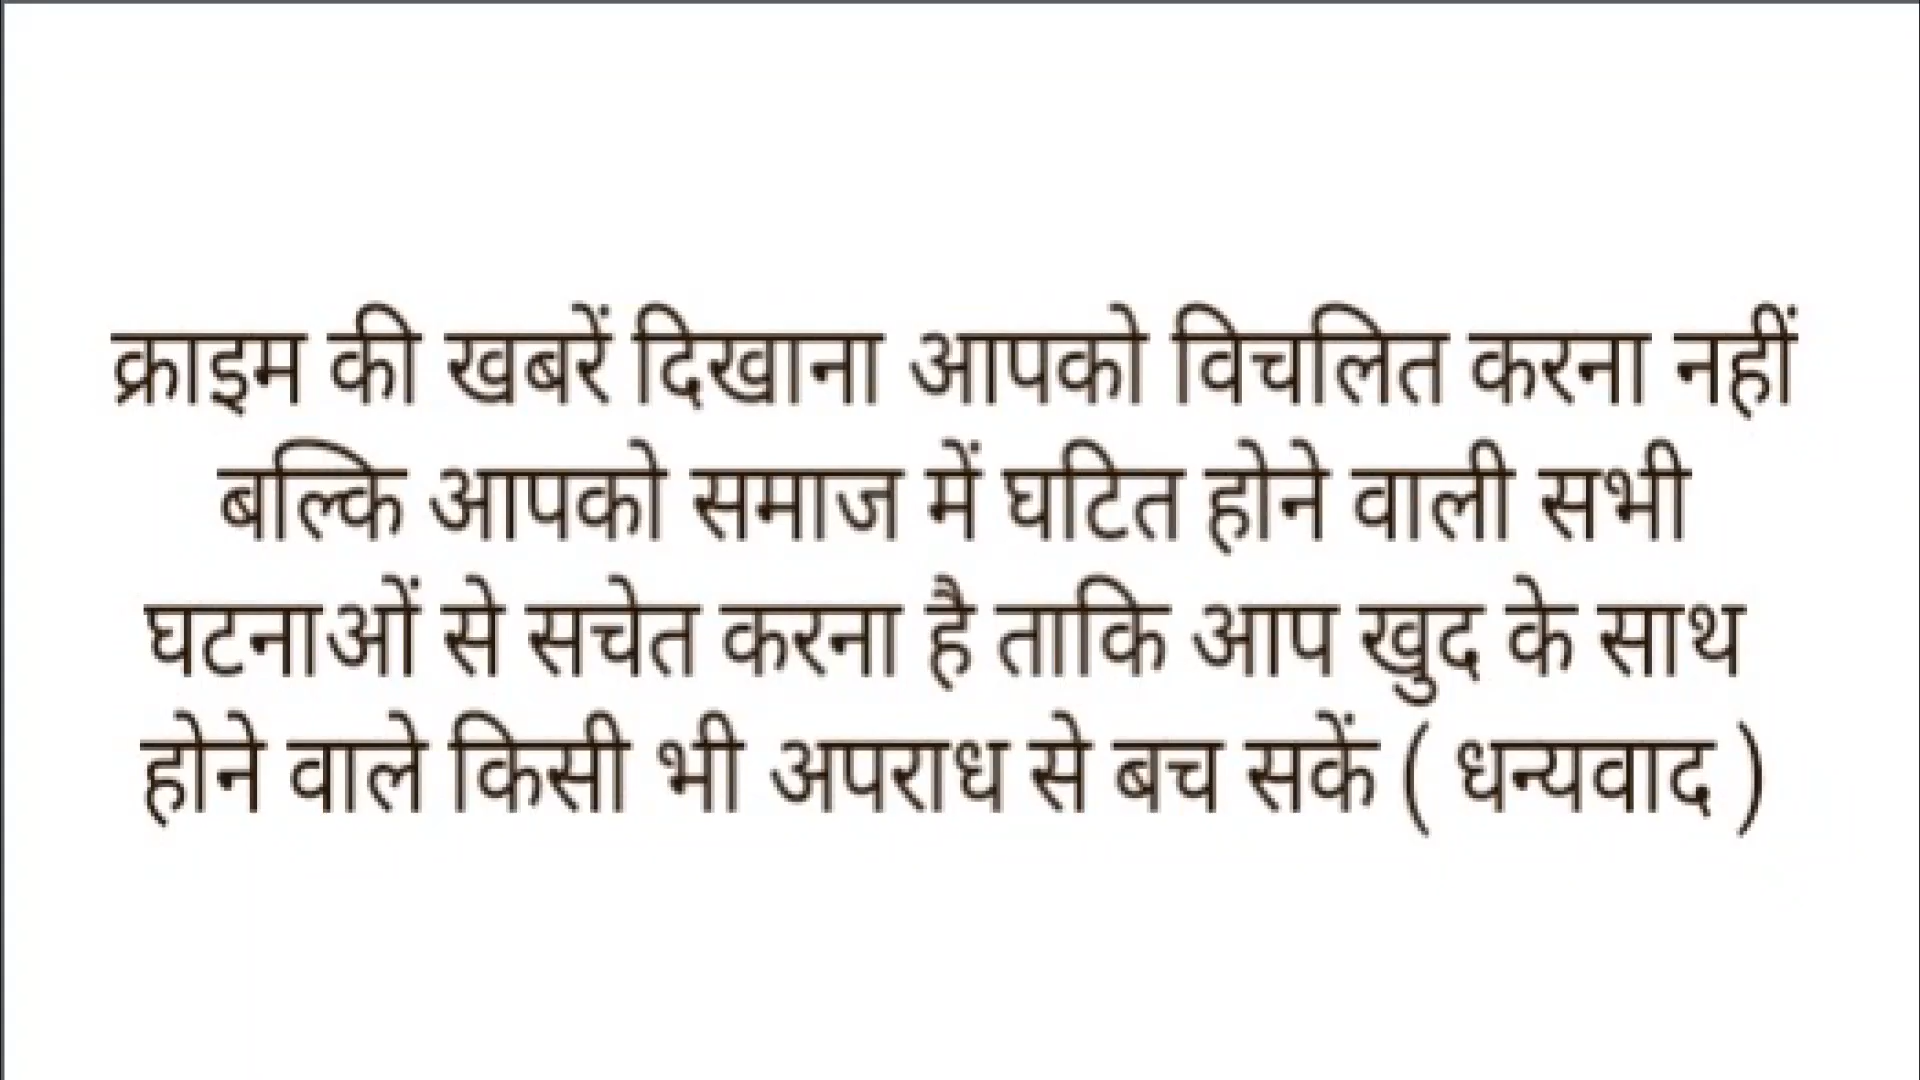 क्राइम की खबरें दिखाना आपको विचलित करना नहीं
बल्कि आपको समाज में घटित होने वाली सभी
घटनाओं से सचेत करना है ताकि आप खुद के साथ
होने वाले किसी भी अपराध से बच सकें ( धन्यवाद )